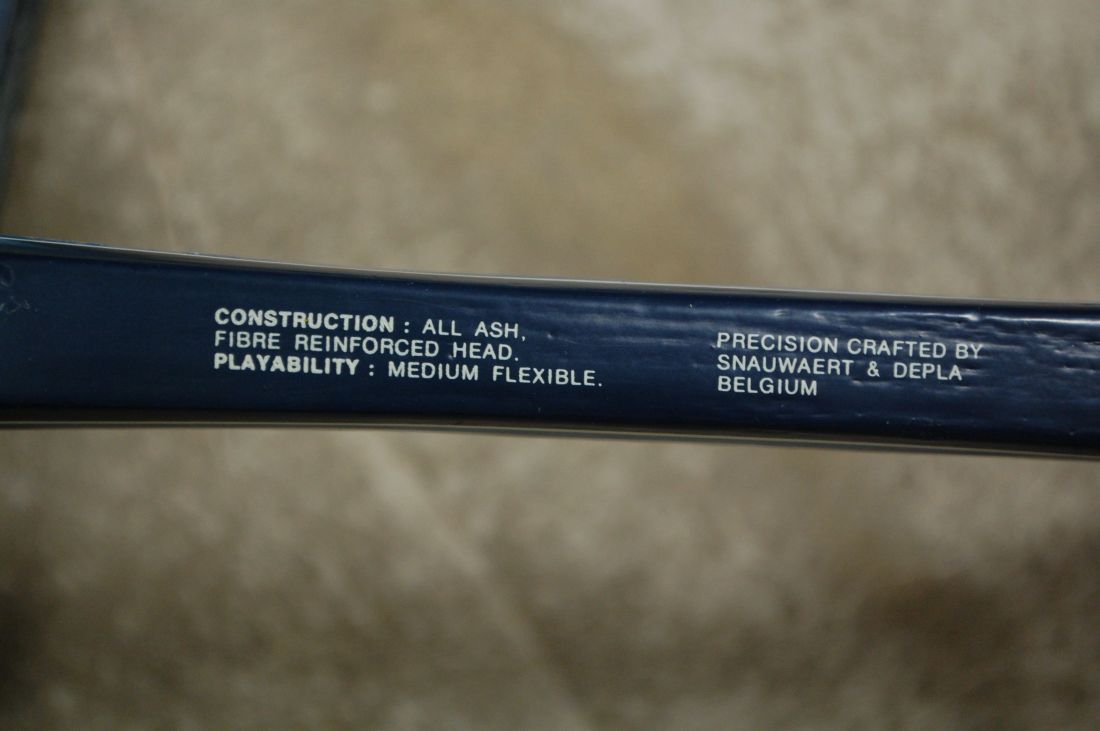 CONSTRUCTION : ALL ASH,
FIBRE REINFORCED HEAD.
PLAYABILITY : MEDIUM FLEXIBLE.
PRECISION CRAFTED BY
SNAUWAERT & DEPLA
BELGIUM